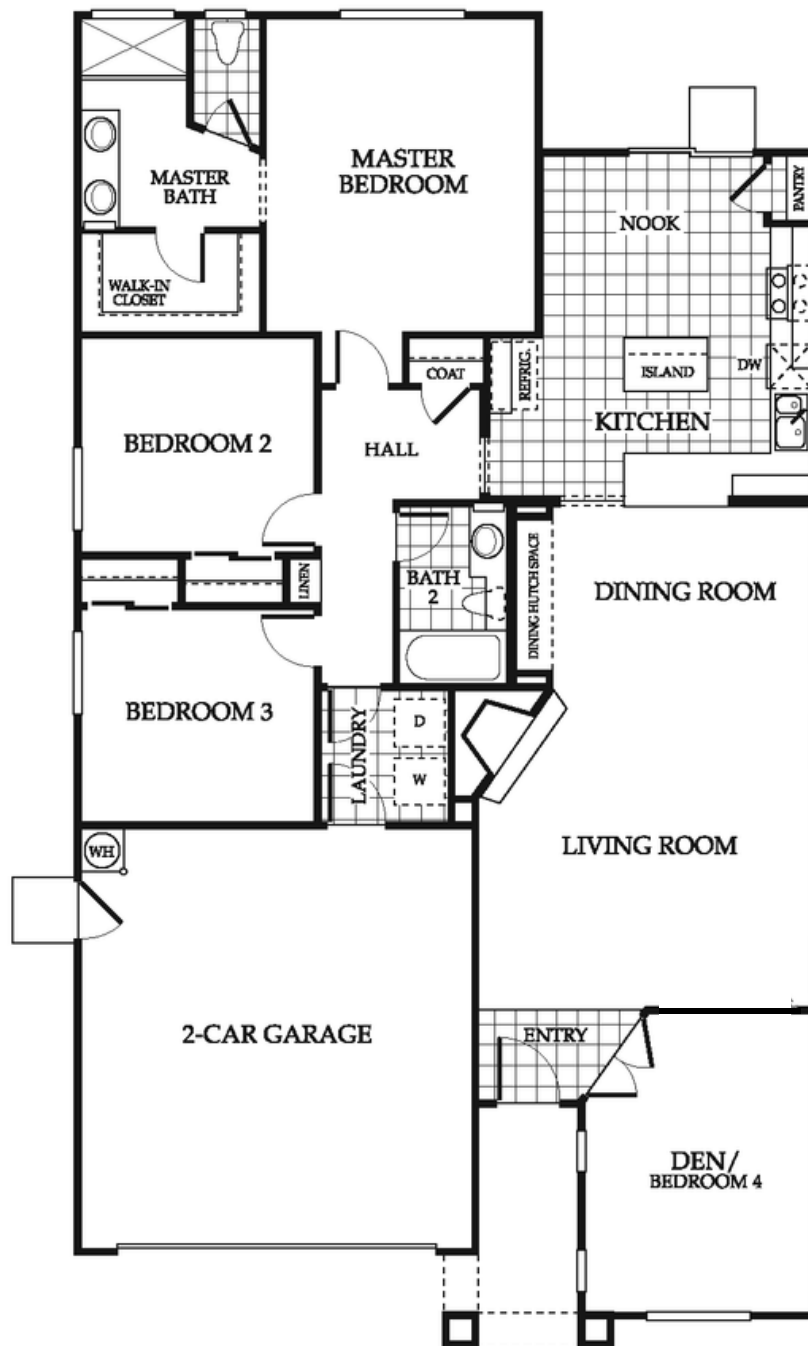 MASTER
BEDROOM
MASTER
BATH
WALK-IN
CLOSET
PANTRY
NOOK
REFRIG.
ISLAND
DW
KITCHEN
COAT
BEDROOM 2
HALL
LINEN
BATH
2
DINING HUTCH SPACE
DINING ROOM
BEDROOM 3
LAUNDRY
D
W
WH
LIVING ROOM
2-CAR GARAGE
ENTRY
DEN/
BEDROOM 4